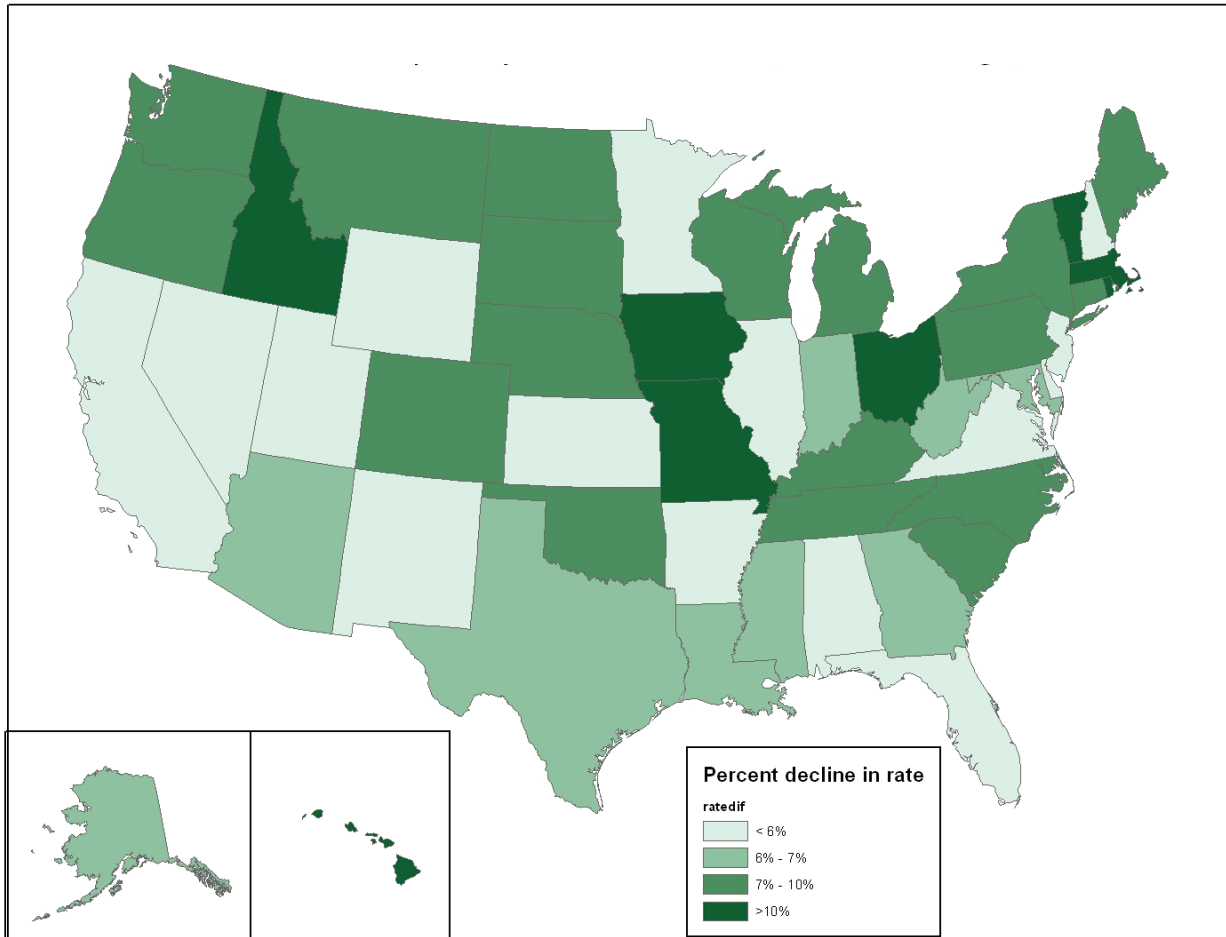 Percent decline in rate
ratedif
< 6%
6% - 7%
7% - 10%
>10%